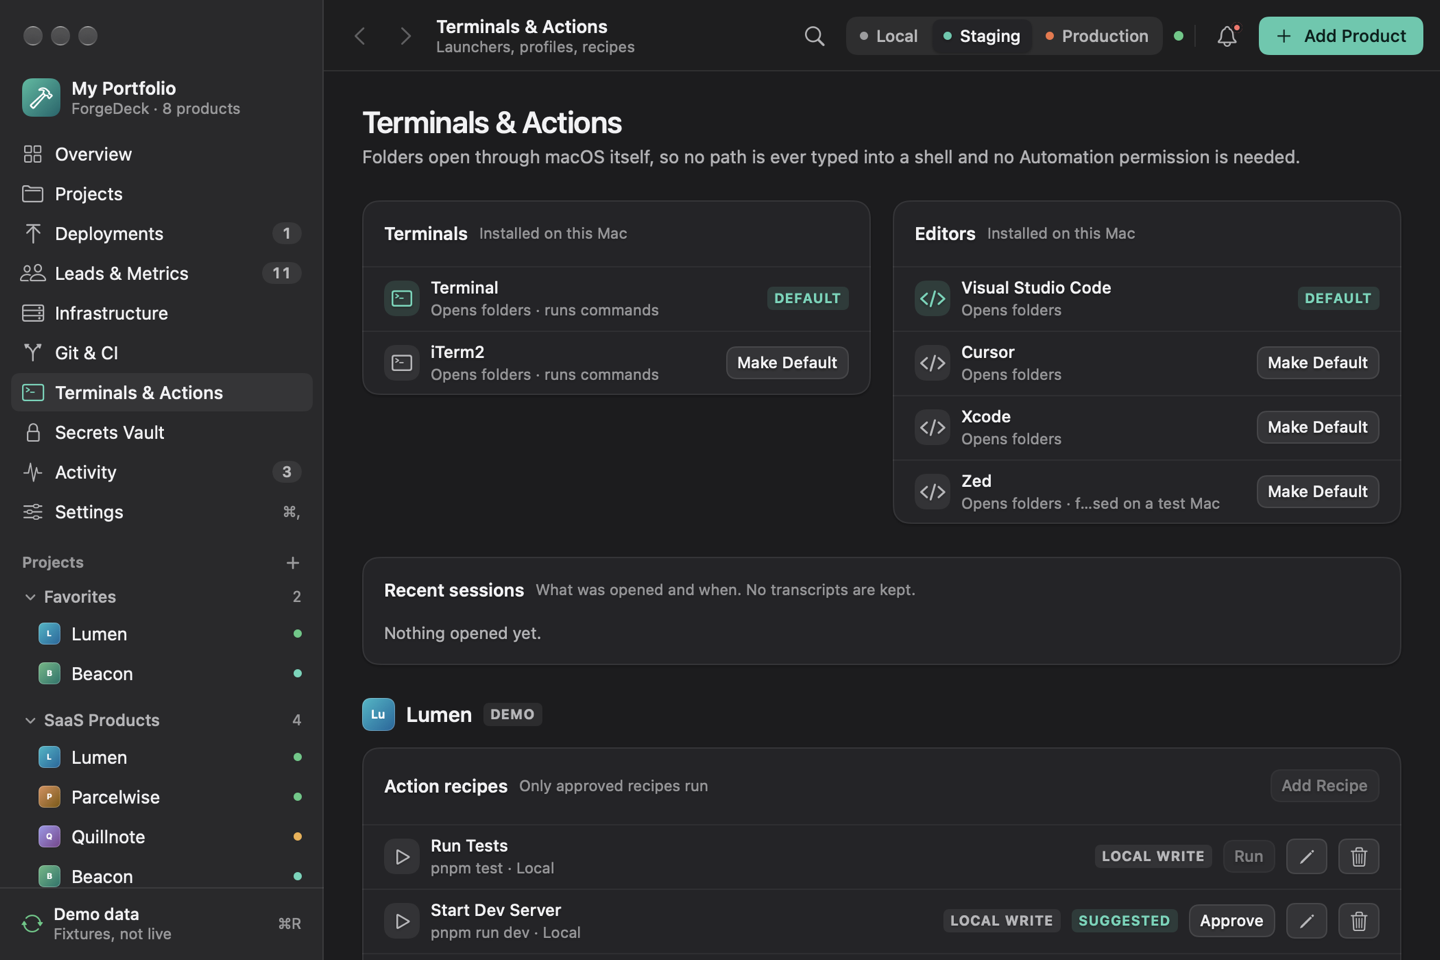 My Portfolio
ForgeDeck · 8 products
Overview
Projects
Deployments 1
Leads & Metrics 11
Infrastructure
Git & CI
Terminals & Actions
Secrets Vault
Activity 3
Settings ⌘,
Projects +
Favorites 2
L Lumen
B Beacon
SaaS Products 4
L Lumen
P Parcelwise
Q Quillnote
B Beacon
Demo data
Fixtures, not live
⌘R
Terminals & Actions
Launchers, profiles, recipes
Local Staging Production
+ Add Product
Terminals & Actions
Folders open through macOS itself, so no path is ever typed into a shell and no Automation permission is needed.
Terminals Installed on this Mac
Terminal
Opens folders · runs commands
DEFAULT
iTerm2
Opens folders · runs commands
Make Default
Editors Installed on this Mac
Visual Studio Code
Opens folders
DEFAULT
Cursor
Opens folders
Make Default
Xcode
Opens folders
Make Default
Zed
Opens folders · f…sed on a test Mac
Make Default
Recent sessions What was opened and when. No transcripts are kept.
Nothing opened yet.
Lu Lumen DEMO
Action recipes Only approved recipes run
Add Recipe
Run Tests
pnpm test · Local
LOCAL WRITE Run
Start Dev Server
pnpm run dev · Local
LOCAL WRITE SUGGESTED Approve